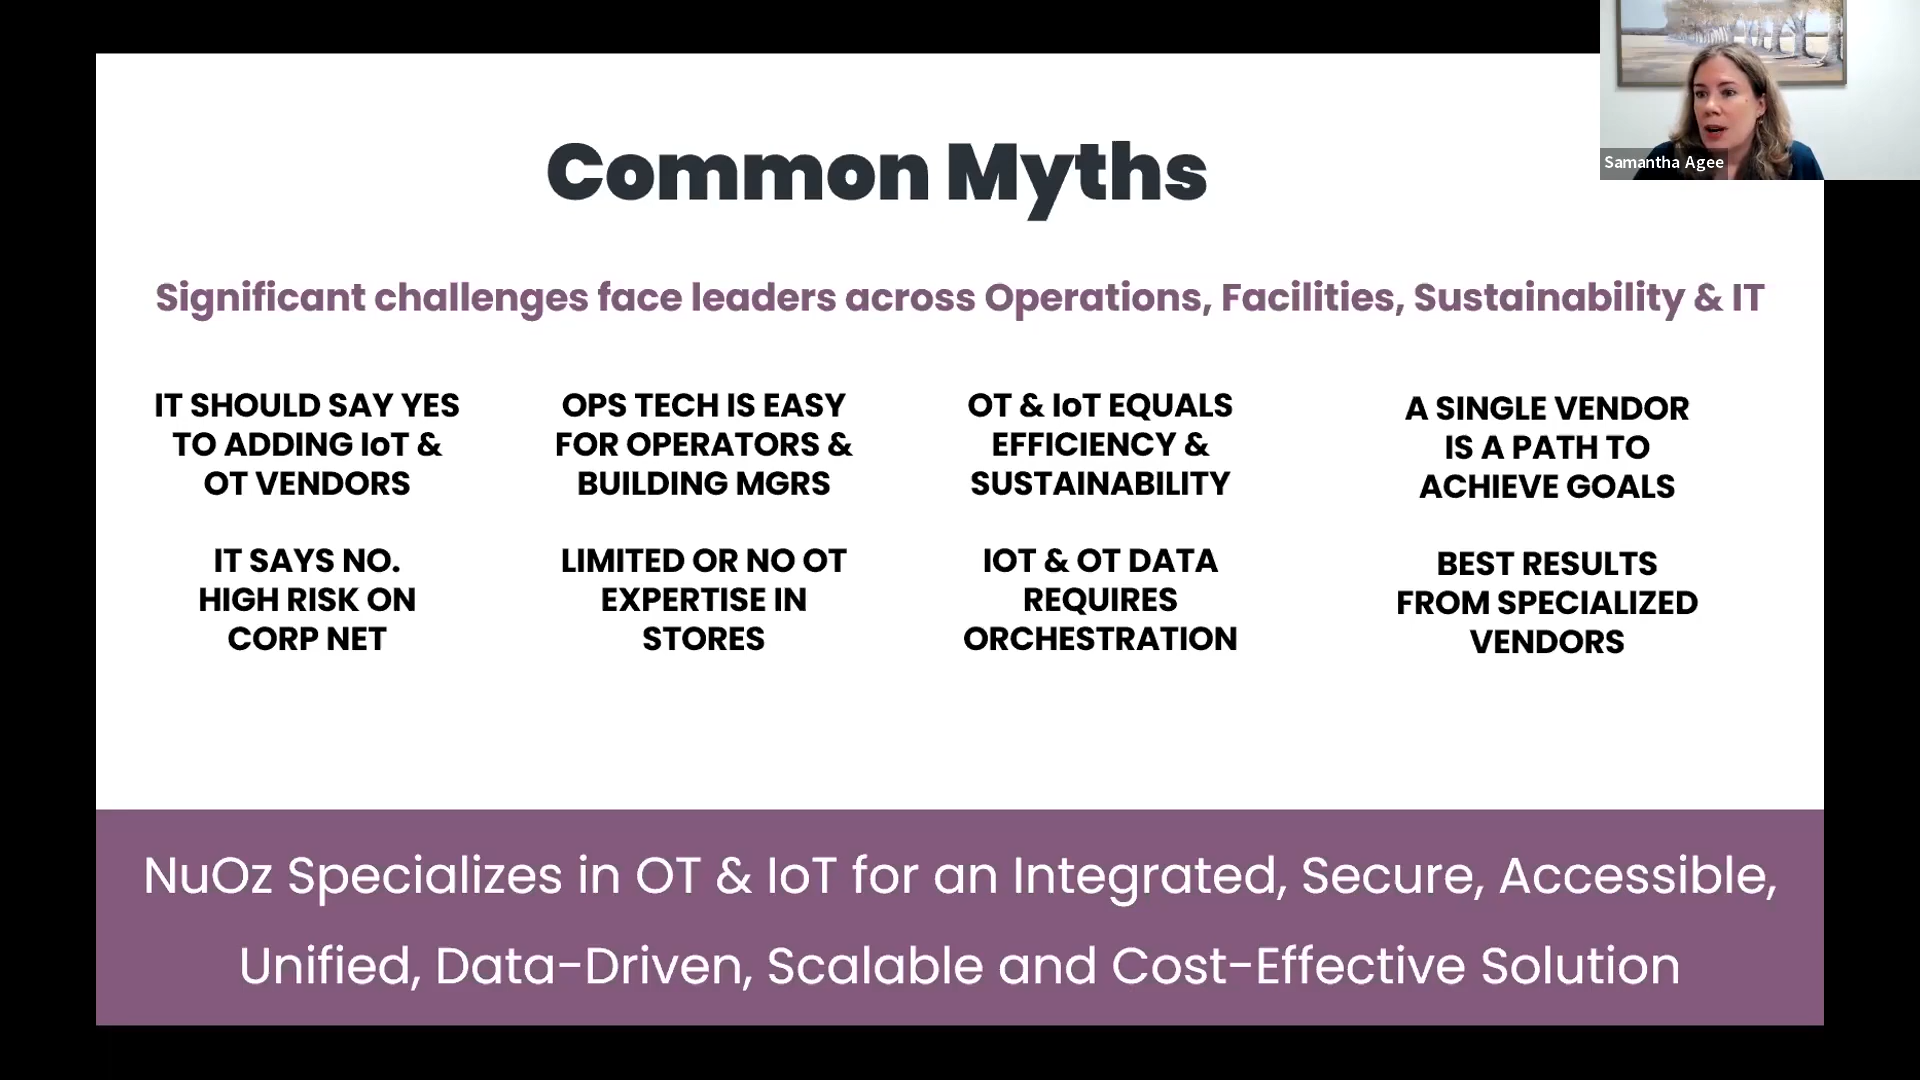 Common Myths
Significant challenges face leaders across Operations, Facilities, Sustainability & IT
IT SHOULD SAY YES
TO ADDING IoT &
OT VENDORS
IT SAYS NO.
HIGH RISK ON
CORP NET
OPS TECH IS EASY
FOR OPERATORS &
BUILDING MGRS
LIMITED OR NO OT
EXPERTISE IN
STORES
OT & IoT EQUALS
EFFICIENCY &
SUSTAINABILITY
IOT & OT DATA
REQUIRES
ORCHESTRATION
A SINGLE VENDOR
IS A PATH TO
ACHIEVE GOALS
BEST RESULTS
FROM SPECIALIZED
VENDORS
NuOz Specializes in OT & IoT for an Integrated, Secure, Accessible,
Unified, Data-Driven, Scalable and Cost-Effective Solution
Samantha Agee